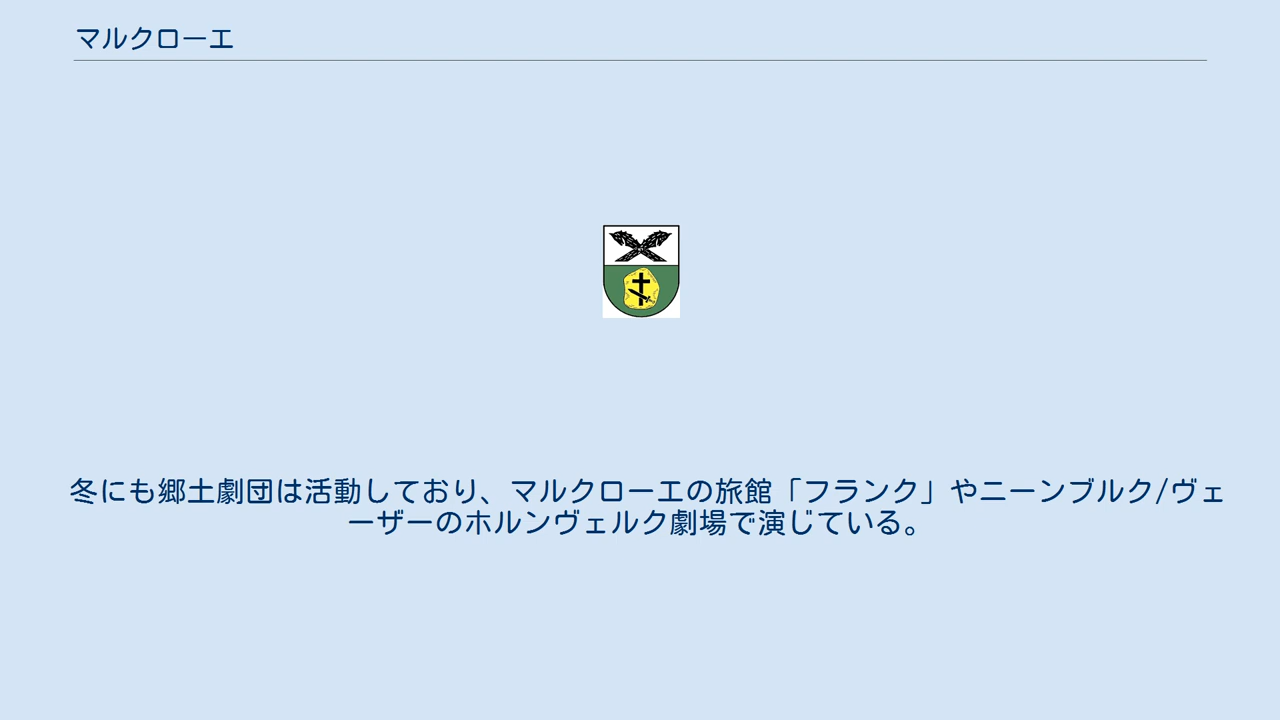 マルクローエ
冬にも郷土劇団は活動しており、マルクローエの旅館「フランク」やニーンブルク/ヴェ
ーザーのホルンヴェルク劇場で演じている。